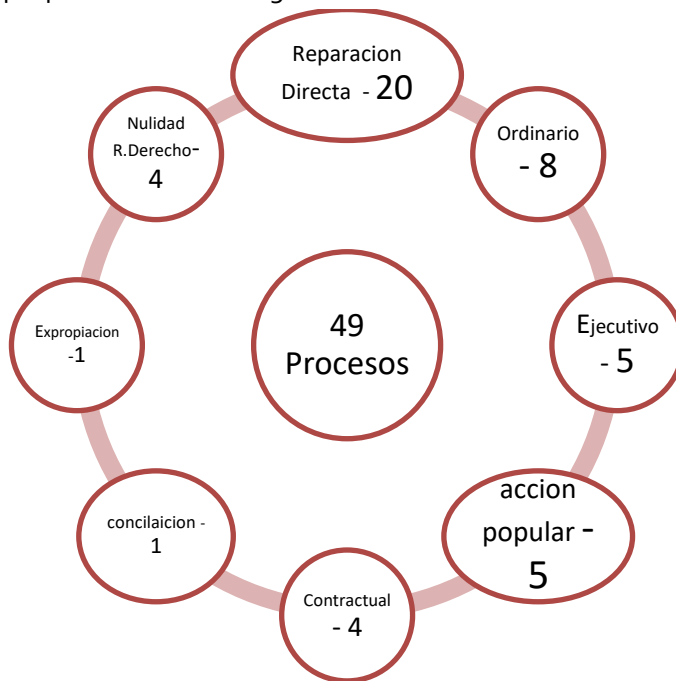 Reparacion
Directa - 20
Ordinario
- 8
Ejecutivo
- 5
accion
popular -
5
Contractual
- 4
concilaicion -
1
Expropiacion
-1
Nulidad
R.Derecho-
4
49
Procesos